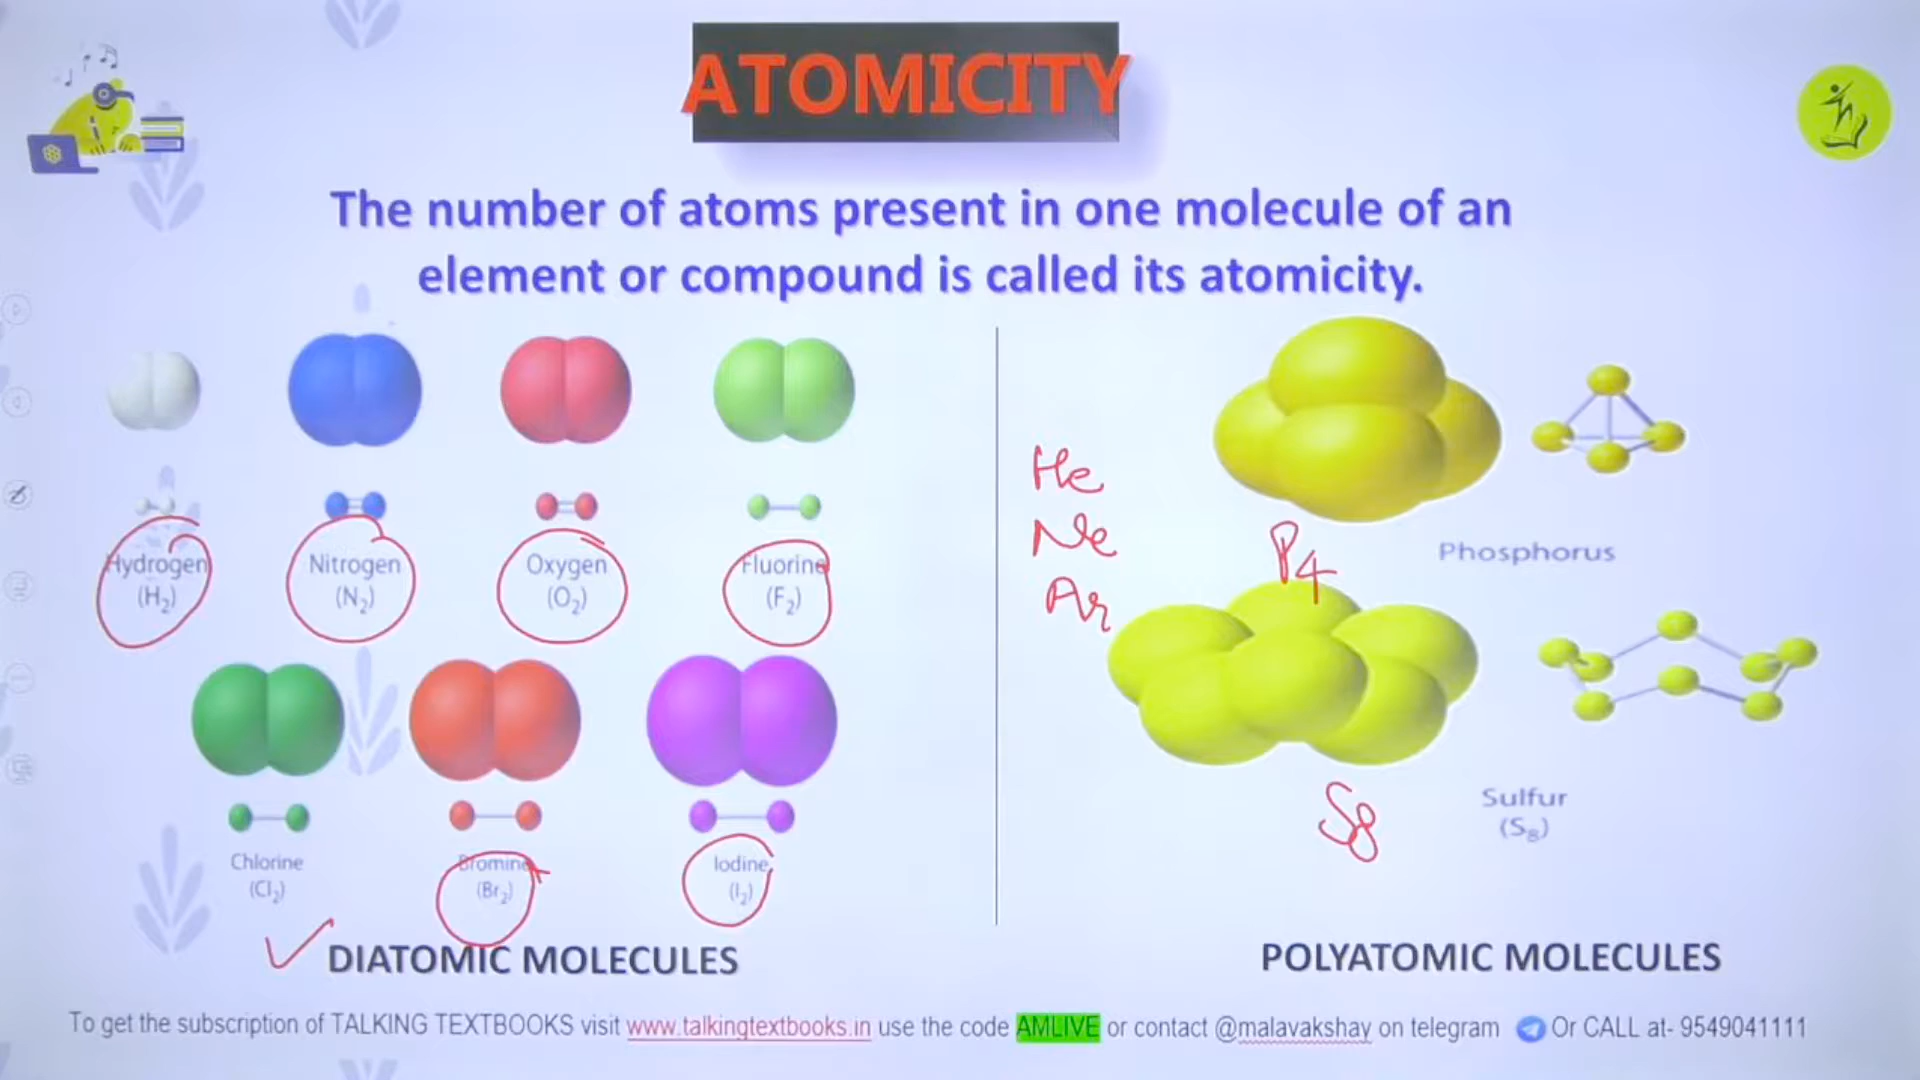 ATOMICITY
The number of atoms present in one molecule of an
element or compound is called its atomicity.
Hydrogen
(H₂)
Nitrogen
(N₂)
Oxygen
(O₂)
Fluorine
(F₂)
Chlorine
(Cl₂)
Bromine
(Br₂)
Iodine
(I₂)
DIATOMIC MOLECULES
He
Ne
Ar
P4
Phosphorus
S8
Sulfur
(S₈)
POLYATOMIC MOLECULES
To get the subscription of TALKING TEXTBOOKS visit www.talkingtextbooks.in use the code AMLIVE or contact @malavakshay on telegram Or CALL at- 9549041111